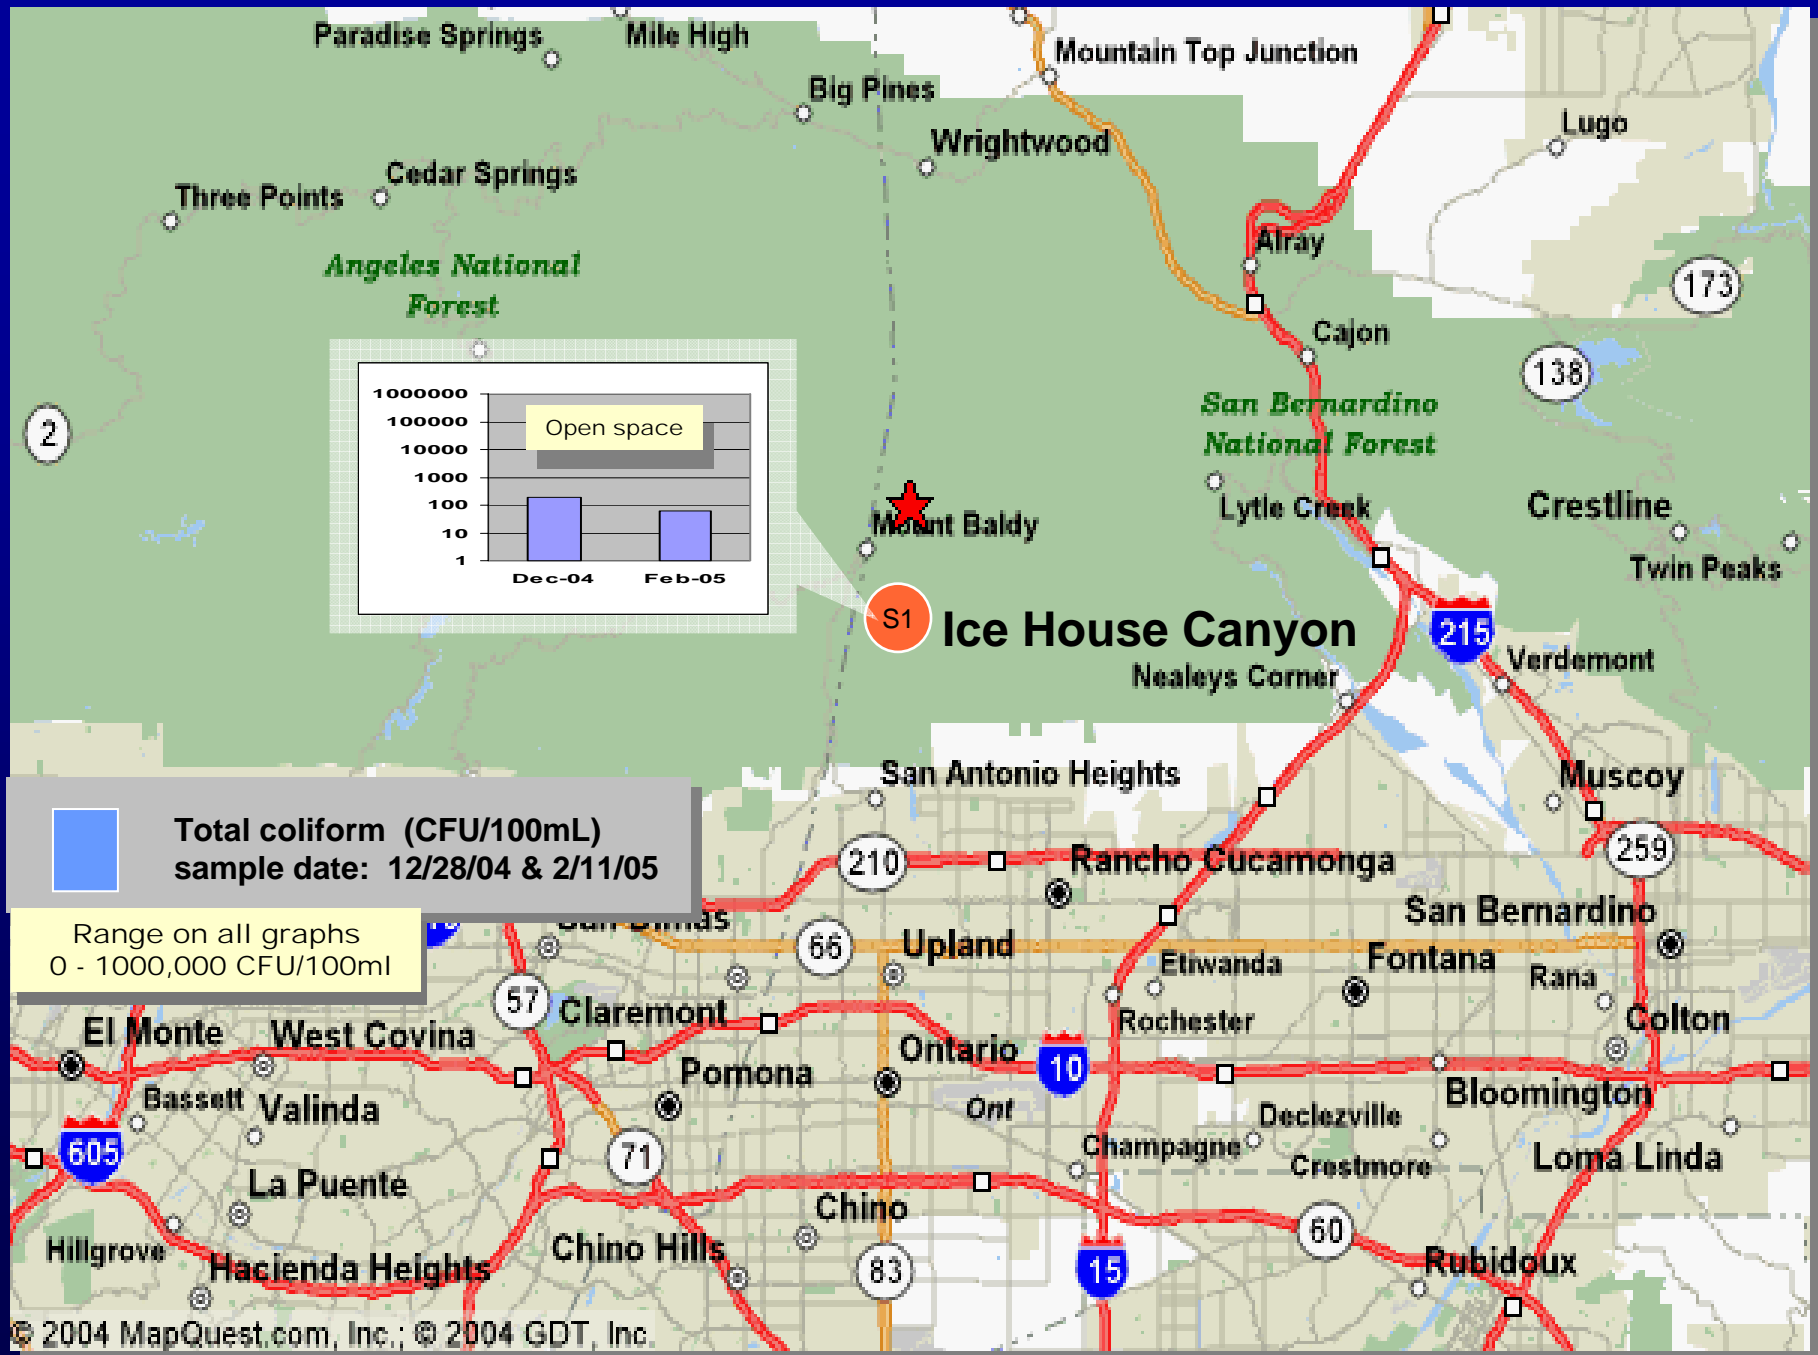 Paradise Springs
Mile High
Mountain Top Junction
Big Pines
Lugo
Wrightwood
Cedar Springs
Three Points
Alray
Angeles National
Forest
173
Cajon
138
1000000
100000
10000
1000
100
10
1
Open space
Dec-04
Feb-05
San Bernardino
National Forest
2
Lytle Creek
Crestline
Mount Baldy
Twin Peaks
S1
Ice House Canyon
215
Verdemont
Nealeys Corner
San Antonio Heights
Muscoy
Total coliform (CFU/100mL)
sample date: 12/28/04 & 2/11/05
210
Rancho Cucamonga
259
San Dimas
San Bernardino
Range on all graphs
0 - 1000,000 CFU/100ml
66
Upland
Etiwanda
Fontana
Rana
57
Claremont
Rochester
Colton
El Monte
West Covina
Ontario
10
Pomona
Bassett
Valinda
Ont
Declezville
Bloomington
605
71
Champagne
Crestmore
Loma Linda
La Puente
Chino
60
Hillgrove
Hacienda Heights
Chino Hills
83
15
Rubidoux
© 2004 MapQuest.com, Inc.; © 2004 GDT, Inc.